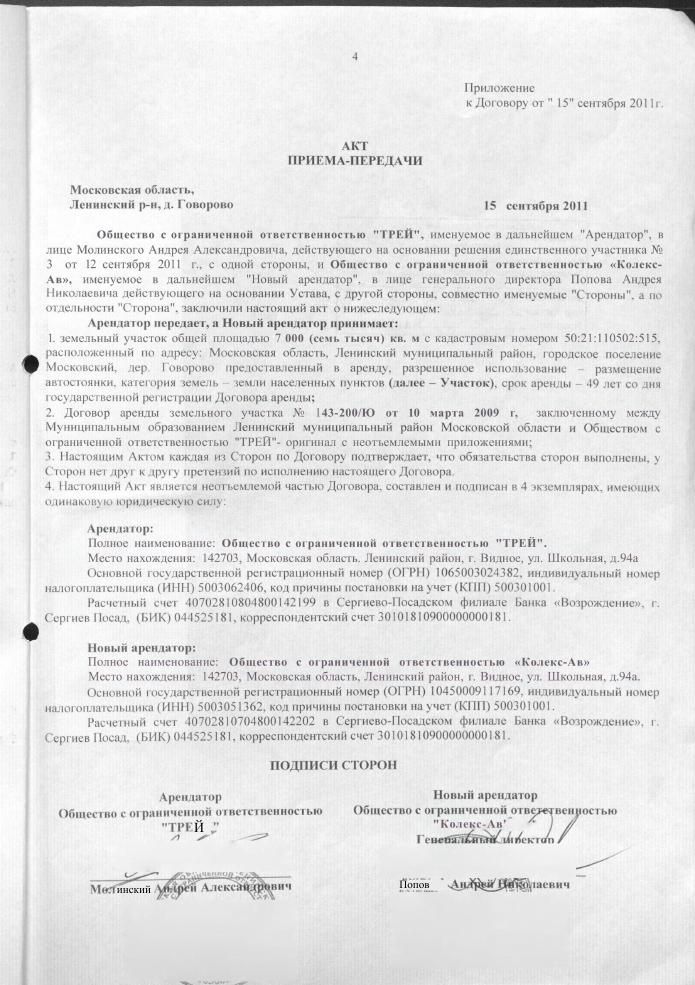 4
Приложение
к Договору от " 15" сентября 2011г.
АКТ
ПРИЕМА-ПЕРЕДАЧИ
Московская область,
Ленинский р-н, д. Говорово
15 сентября 2011
Общество с ограниченной ответственностью "ТРЕЙ", именуемое в дальнейшем "Арендатор", в
лице Молинского Андрея Александровича, действующего на основании решения единственного участника №
3 от 12 сентября 2011 г., с одной стороны, и Общество с ограниченной ответственностью «Колекс-
Ав», именуемое в дальнейшем "Новый арендатор", в лице генерального директора Попова Андрея
Николаевича действующего на основании Устава, с другой стороны, совместно именуемые "Стороны", а по
отдельности "Сторона", заключили настоящий акт о нижеследующем:
Арендатор передает, а Новый арендатор принимает:
1. земельный участок общей площадью 7 000 (семь тысяч) кв. м с кадастровым номером 50:21:110502:515,
расположенный по адресу: Московская область, Ленинский муниципальный район, городское поселение
Московский, дер. Говорово предоставленный в аренду, разрешенное использование – размещение
автостоянки, категория земель – земли населенных пунктов (далее – Участок), срок аренды – 49 лет со дня
государственной регистрации Договора аренды;
2. Договор аренды земельного участка № 143-200/Ю от 10 марта 2009 г, заключенному между
Муниципальным образованием Ленинский муниципальный район Московской области и Обществом с
ограниченной ответственностью "ТРЕЙ"- оригинал с неотъемлемыми приложениями;
3. Настоящим Актом каждая из Сторон по Договору подтверждает, что обязательства сторон выполнены, у
Сторон нет друг к другу претензий по исполнению настоящего Договора.
4. Настоящий Акт является неотъемлемой частью Договора, составлен и подписан в 4 экземплярах, имеющих
одинаковую юридическую силу:
Арендатор:
Полное наименование: Общество с ограниченной ответственностью "ТРЕЙ".
Место нахождения: 142703, Московская область. Ленинский район, г. Видное, ул. Школьная, д.94а
Основной государственной регистрационный номер (ОГРН) 1065003024382, индивидуальный номер
налогоплательщика (ИНН) 5003062406, код причины постановки на учет (КПП) 500301001.
Расчетный счет 40702810804800142199 в Сергиево-Посадском филиале Банка «Возрождение», г.
Сергиев Посад, (БИК) 044525181, корреспондентский счет 30101810900000000181.
Новый арендатор:
Полное наименование: Общество с ограниченной ответственностью «Колекс-Ав»
Место нахождения: 142703, Московская область, Ленинский район, г. Видное, ул. Школьная, д.94а.
Основной государственной регистрационный номер (ОГРН) 10450009117169, индивидуальный номер
налогоплательщика (ИНН) 5003051362, код причины постановки на учет (КПП) 500301001.
Расчетный счет 40702810704800142202 в Сергиево-Посадском филиале Банка «Возрождение», г.
Сергиев Посад, (БИК) 044525181, корреспондентский счет 30101810900000000181.
ПОДПИСИ СТОРОН
Арендатор
Общество с ограниченной ответственностью
"ТРЕЙ "
Молинский Андрей Александрович
Новый арендатор
Общество с ограниченной ответственностью
"Колекс-Ав"
Генеральный директор
Попов Андрей Николаевич